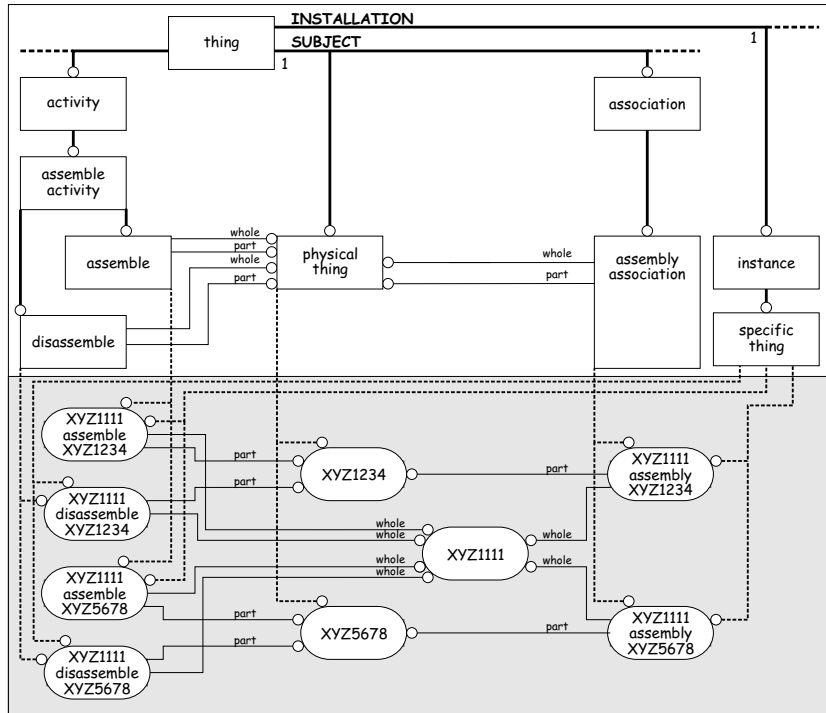 INSTALLATION
thing
SUBJECT
1
1
activity
association
assemble
activity
whole
part
whole
part
assemble
physical
thing
whole
part
assembly
association
instance
disassemble
specific
thing
XYZ1111
assemble
XYZ1234
part
XYZ1234
part
XYZ1111
assembly
XYZ1234
part
XYZ1111
disassemble
XYZ1234
whole
whole
whole
XYZ1111
whole
whole
whole
XYZ1111
assemble
XYZ5678
part
XYZ5678
part
XYZ1111
assembly
XYZ5678
part
XYZ1111
disassemble
XYZ5678